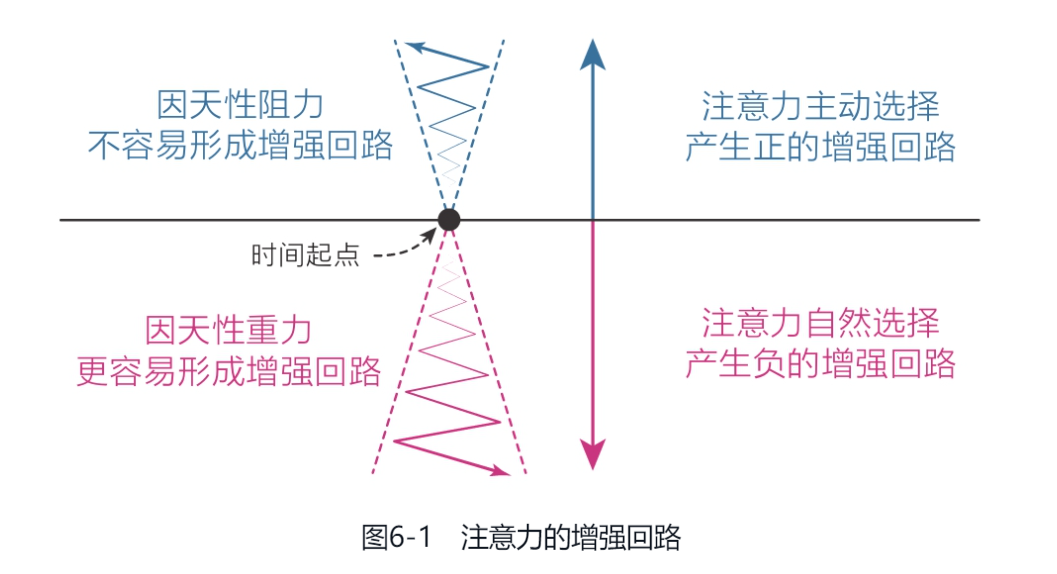 因天性阻力
不容易形成增强回路
注意力主动选择
产生正的增强回路
时间起点
因天性重力
更容易形成增强回路
注意力自然选择
产生负的增强回路
图6-1 注意力的增强回路